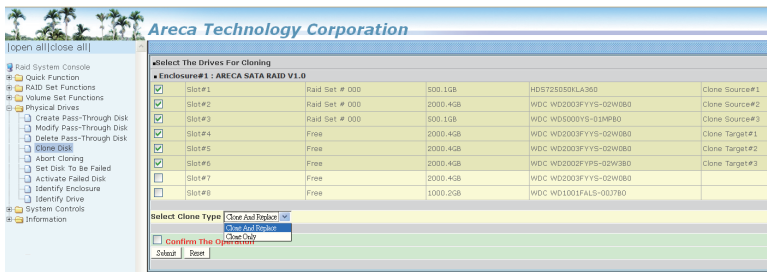 Areca Technology Corporation
|open all|close all|
Raid System Console
Quick Function
RAID Set Functions
Volume Set Functions
Physical Drives
Create Pass-Through Disk
Modify Pass-Through Disk
Delete Pass-Through Disk
Clone Disk
Abort Cloning
Set Disk To Be Failed
Activate Failed Disk
Identify Enclosure
Identify Drive
System Controls
Information
Select The Drives For Cloning
Enclosure#1 : ARECA SATA RAID V1.0
Slot#1 Raid Set # 000 500.1GB HDS725050KLA360 Clone Source#1
Slot#2 Raid Set # 000 2000.4GB WDC WD2003FYYS-02W0B0 Clone Source#2
Slot#3 Raid Set # 000 500.1GB WDC WD5000YS-01MPB0 Clone Source#3
Slot#4 Free 2000.4GB WDC WD2003FYYS-02W0B0 Clone Target#1
Slot#5 Free 2000.4GB WDC WD2003FYYS-02W0B0 Clone Target#2
Slot#6 Free 2000.4GB WDC WD2002FYPS-02W3B0 Clone Target#3
Slot#7 Free 2000.4GB WDC WD2003FYYS-02W0B0
Slot#8 Free 1000.2GB WDC WD1001FALS-00J7B0
Select Clone Type Clone And Replace
Clone And Replace
Clone Only
Confirm The Operation
Submit Reset